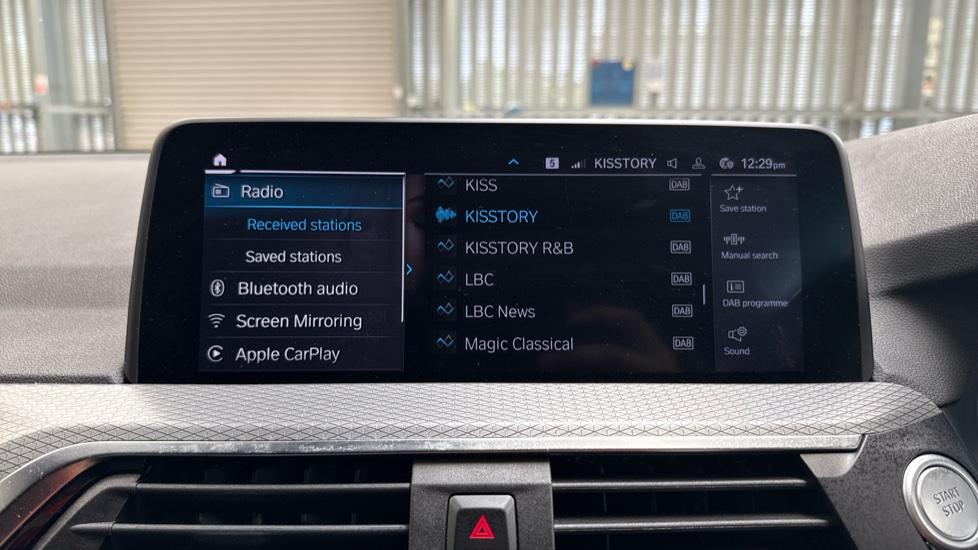 5 KISSTORY 12:29pm
Radio
Received stations
Saved stations
Bluetooth audio
Screen Mirroring
Apple CarPlay
KISS DAB
KISSTORY DAB
KISSTORY R&B DAB
LBC DAB
LBC News DAB
Magic Classical DAB
Save station
Manual search
DAB programme
Sound
START
STOP